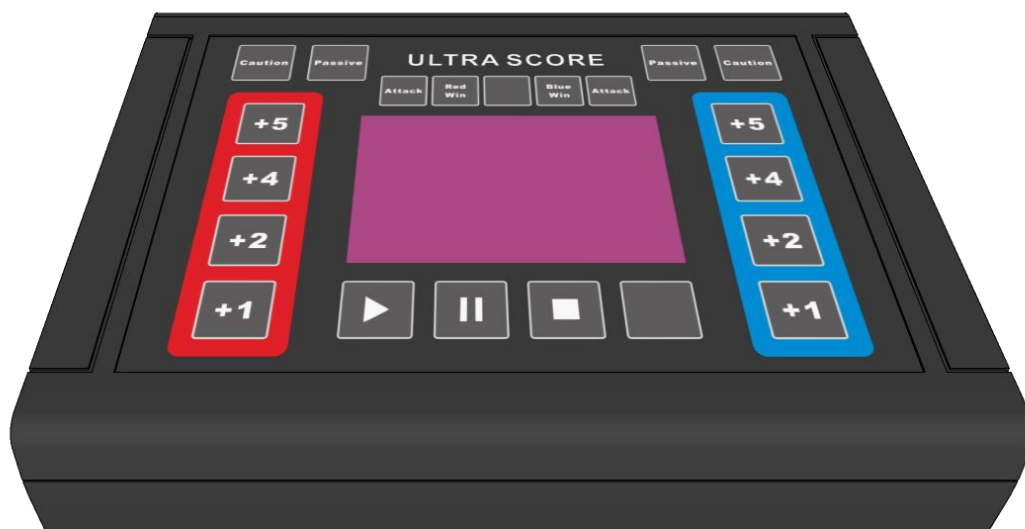 Caution Passive ULTRA SCORE Passive Caution
Attack Red Win Blue Win Attack
+5 +5
+4 +4
+2 +2
+1 +1